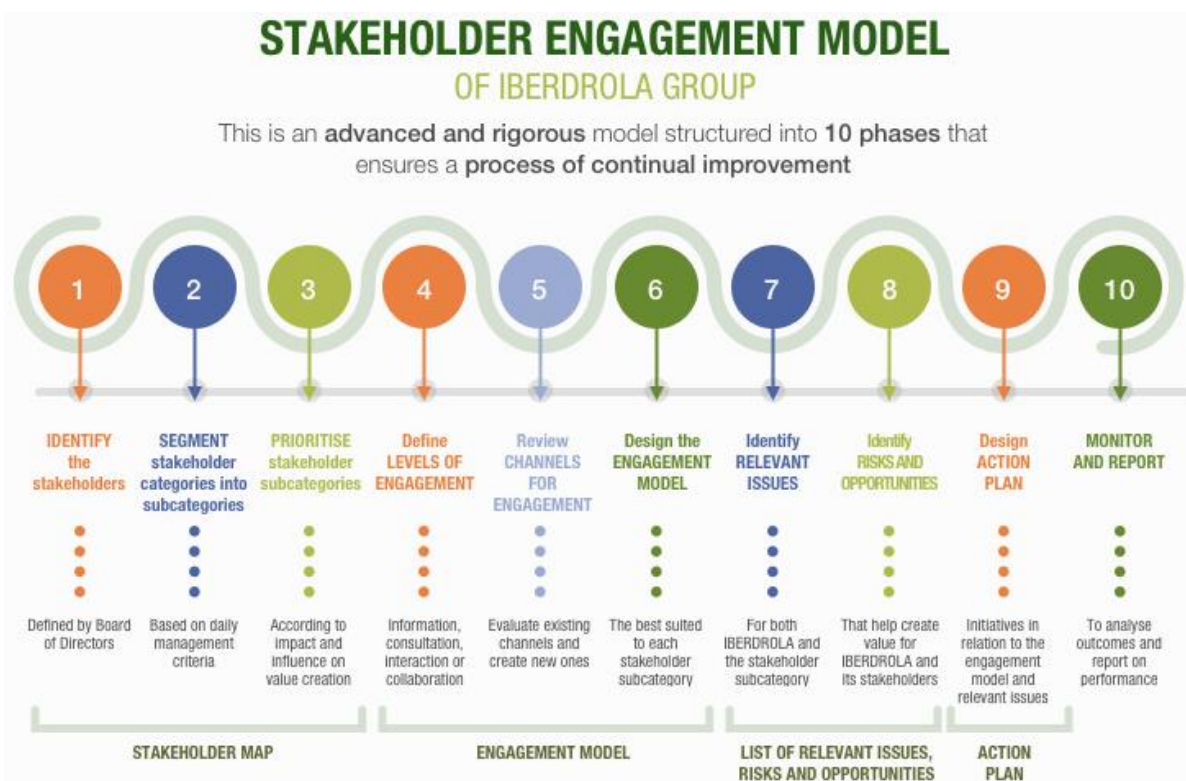 STAKEHOLDER ENGAGEMENT MODEL
OF IBERDROLA GROUP
This is an advanced and rigorous model structured into 10 phases that
ensures a process of continual improvement
1
2
3
4
5
6
7
8
9
10
IDENTIFY
the
stakeholders
SEGMENT
stakeholder
categories into
subcategories
PRIORITISE
stakeholder
subcategories
Define
LEVELS OF
ENGAGEMENT
Review
CHANNELS
FOR
ENGAGEMENT
Design the
ENGAGEMENT
MODEL
Identify
RELEVANT
ISSUES
Identify
RISKS AND
OPPORTUNITIES
Design
ACTION
PLAN
MONITOR
AND REPORT
Defined by Board
of Directors
Based on daily
management
criteria
According to
impact and
influence on
value creation
Information,
consultation,
interaction or
collaboration
Evaluate existing
channels and
create new ones
The best suited
to each
stakeholder
subcategory
For both
IBERDROLA and
the stakeholder
subcategory
That help create
value for
IBERDROLA and
its stakeholders
Initiatives in
relation to the
engagement
model and
relevant issues
To analyse
outcomes and
report on
performance
STAKEHOLDER MAP
ENGAGEMENT MODEL
LIST OF RELEVANT ISSUES,
RISKS AND OPPORTUNITIES
ACTION
PLAN